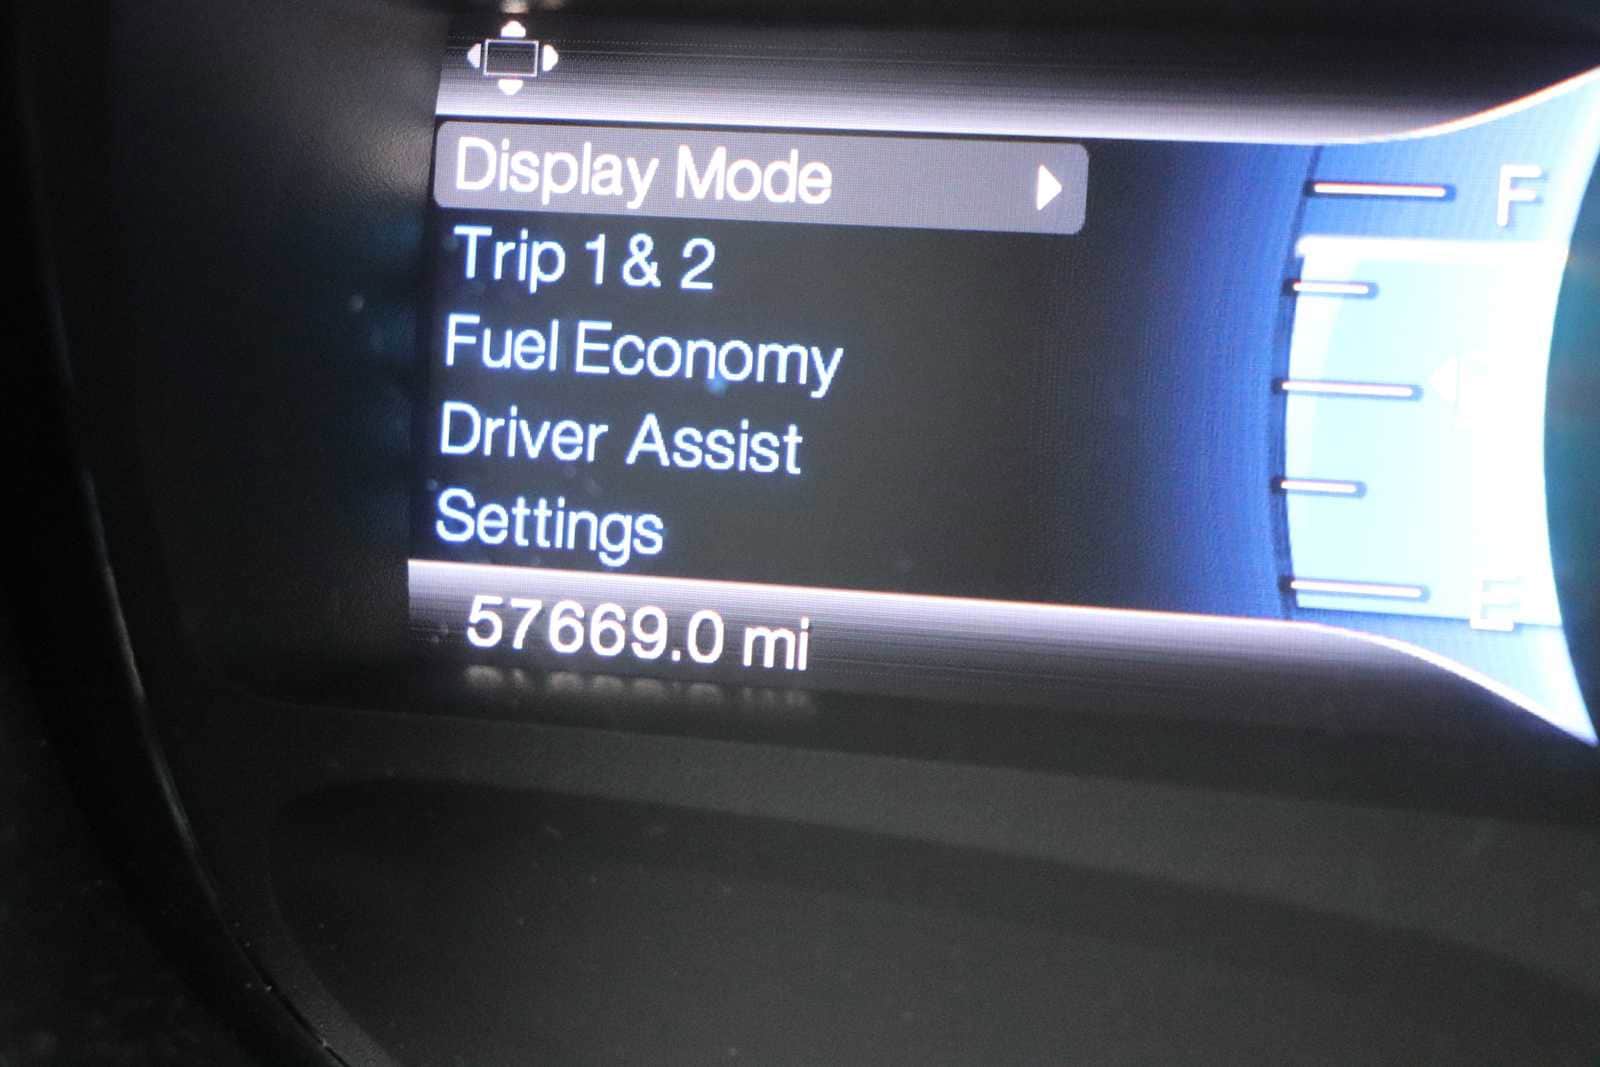 Display Mode
F
Trip 1 & 2
Fuel Economy
Driver Assist
Settings
E
57669.0 mi